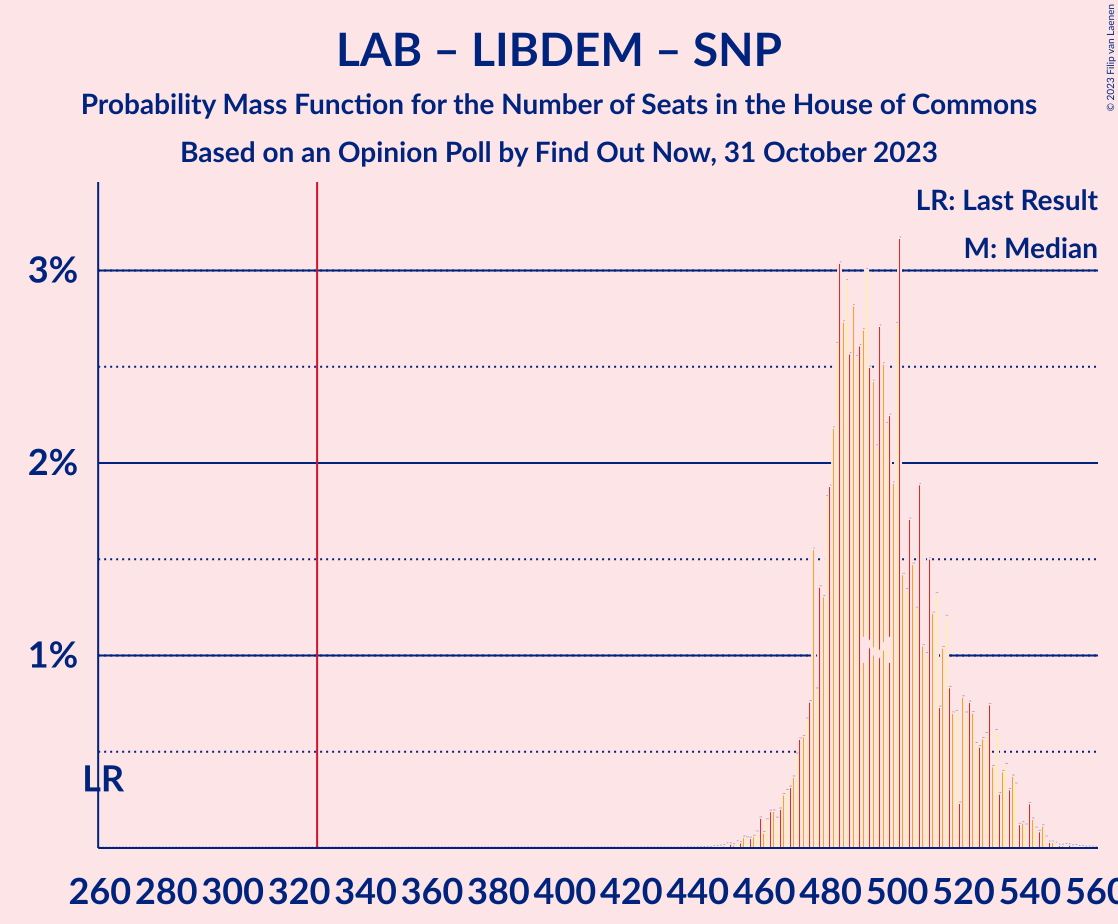 LAB – LIBDEM – SNP
Probability Mass Function for the Number of Seats in the House of Commons
Based on an Opinion Poll by Find Out Now, 31 October 2023
© 2023 Filip van Laenen
LR: Last Result
M: Median
3%
2%
1%
LR
M
260 280 300 320 340 360 380 400 420 440 460 480 500 520 540 560